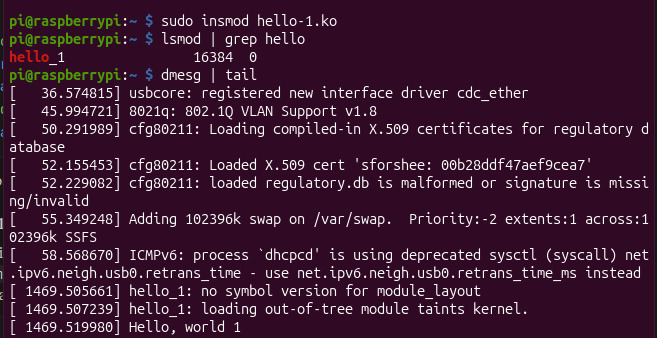 pi@raspberrypi:~ $ sudo insmod hello-1.ko
pi@raspberrypi:~ $ lsmod | grep hello
hello_1                16384  0
pi@raspberrypi:~ $ dmesg | tail
[   36.574815] usbcore: registered new interface driver cdc_ether
[   45.994721] 8021q: 802.1Q VLAN Support v1.8
[   50.291989] cfg80211: Loading compiled-in X.509 certificates for regulatory d
atabase
[   52.155453] cfg80211: Loaded X.509 cert 'sforshee: 00b28ddf47aef9cea7'
[   52.229082] cfg80211: loaded regulatory.db is malformed or signature is missi
ng/invalid
[   55.349248] Adding 102396k swap on /var/swap.  Priority:-2 extents:1 across:1
02396k SSFS
[   58.568670] ICMPv6: process `dhcpcd' is using deprecated sysctl (syscall) net
.ipv6.neigh.usb0.retrans_time - use net.ipv6.neigh.usb0.retrans_time_ms instead
[ 1469.505661] hello_1: no symbol version for module_layout
[ 1469.507239] hello_1: loading out-of-tree module taints kernel.
[ 1469.519980] Hello, world 1